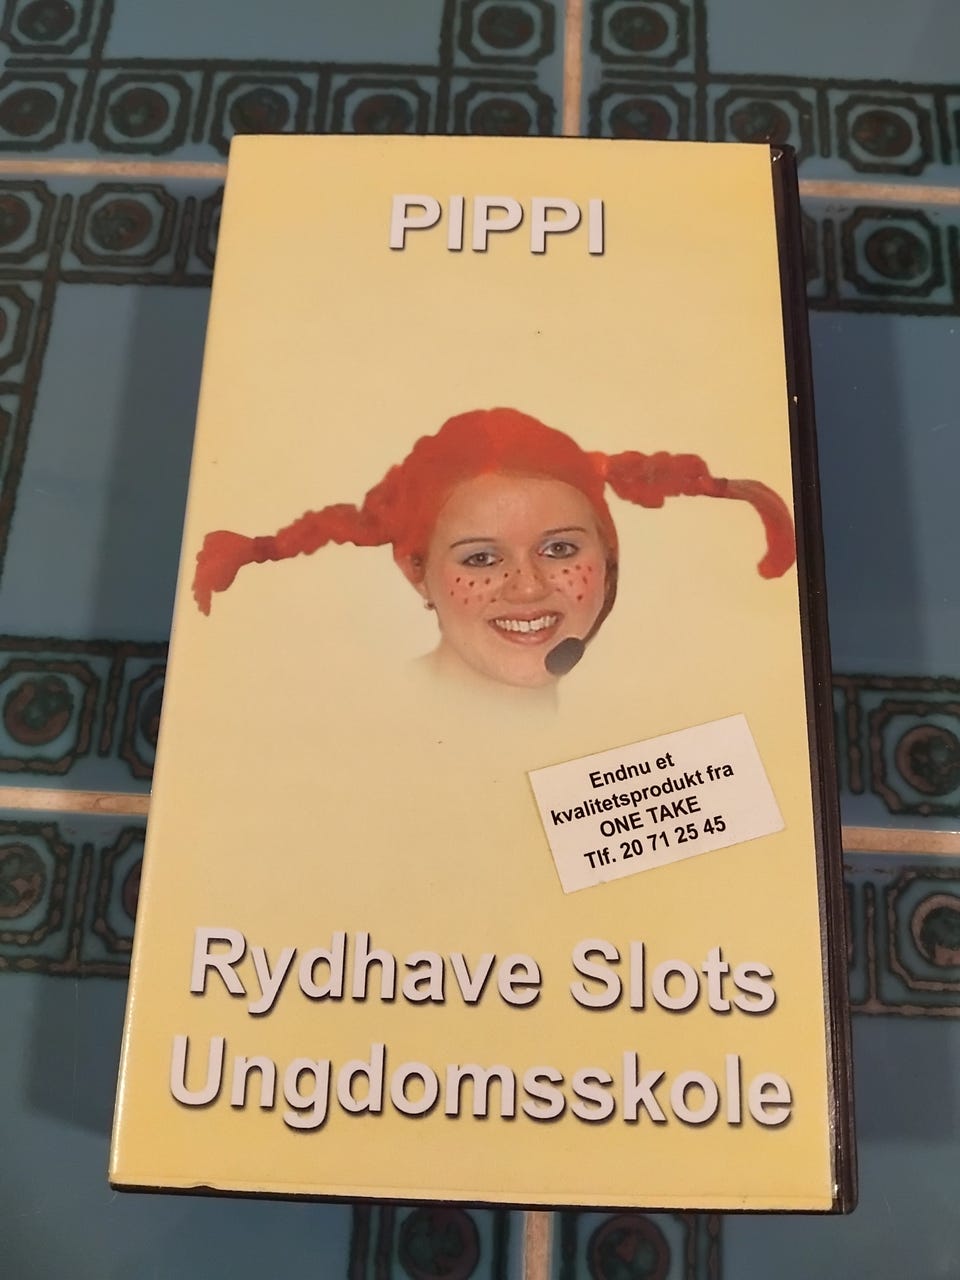 PIPPI
Endnu et
kvalitetsprodukt fra
ONE TAKE
Tlf. 20 71 25 45
Rydhave Slots
Ungdomsskole